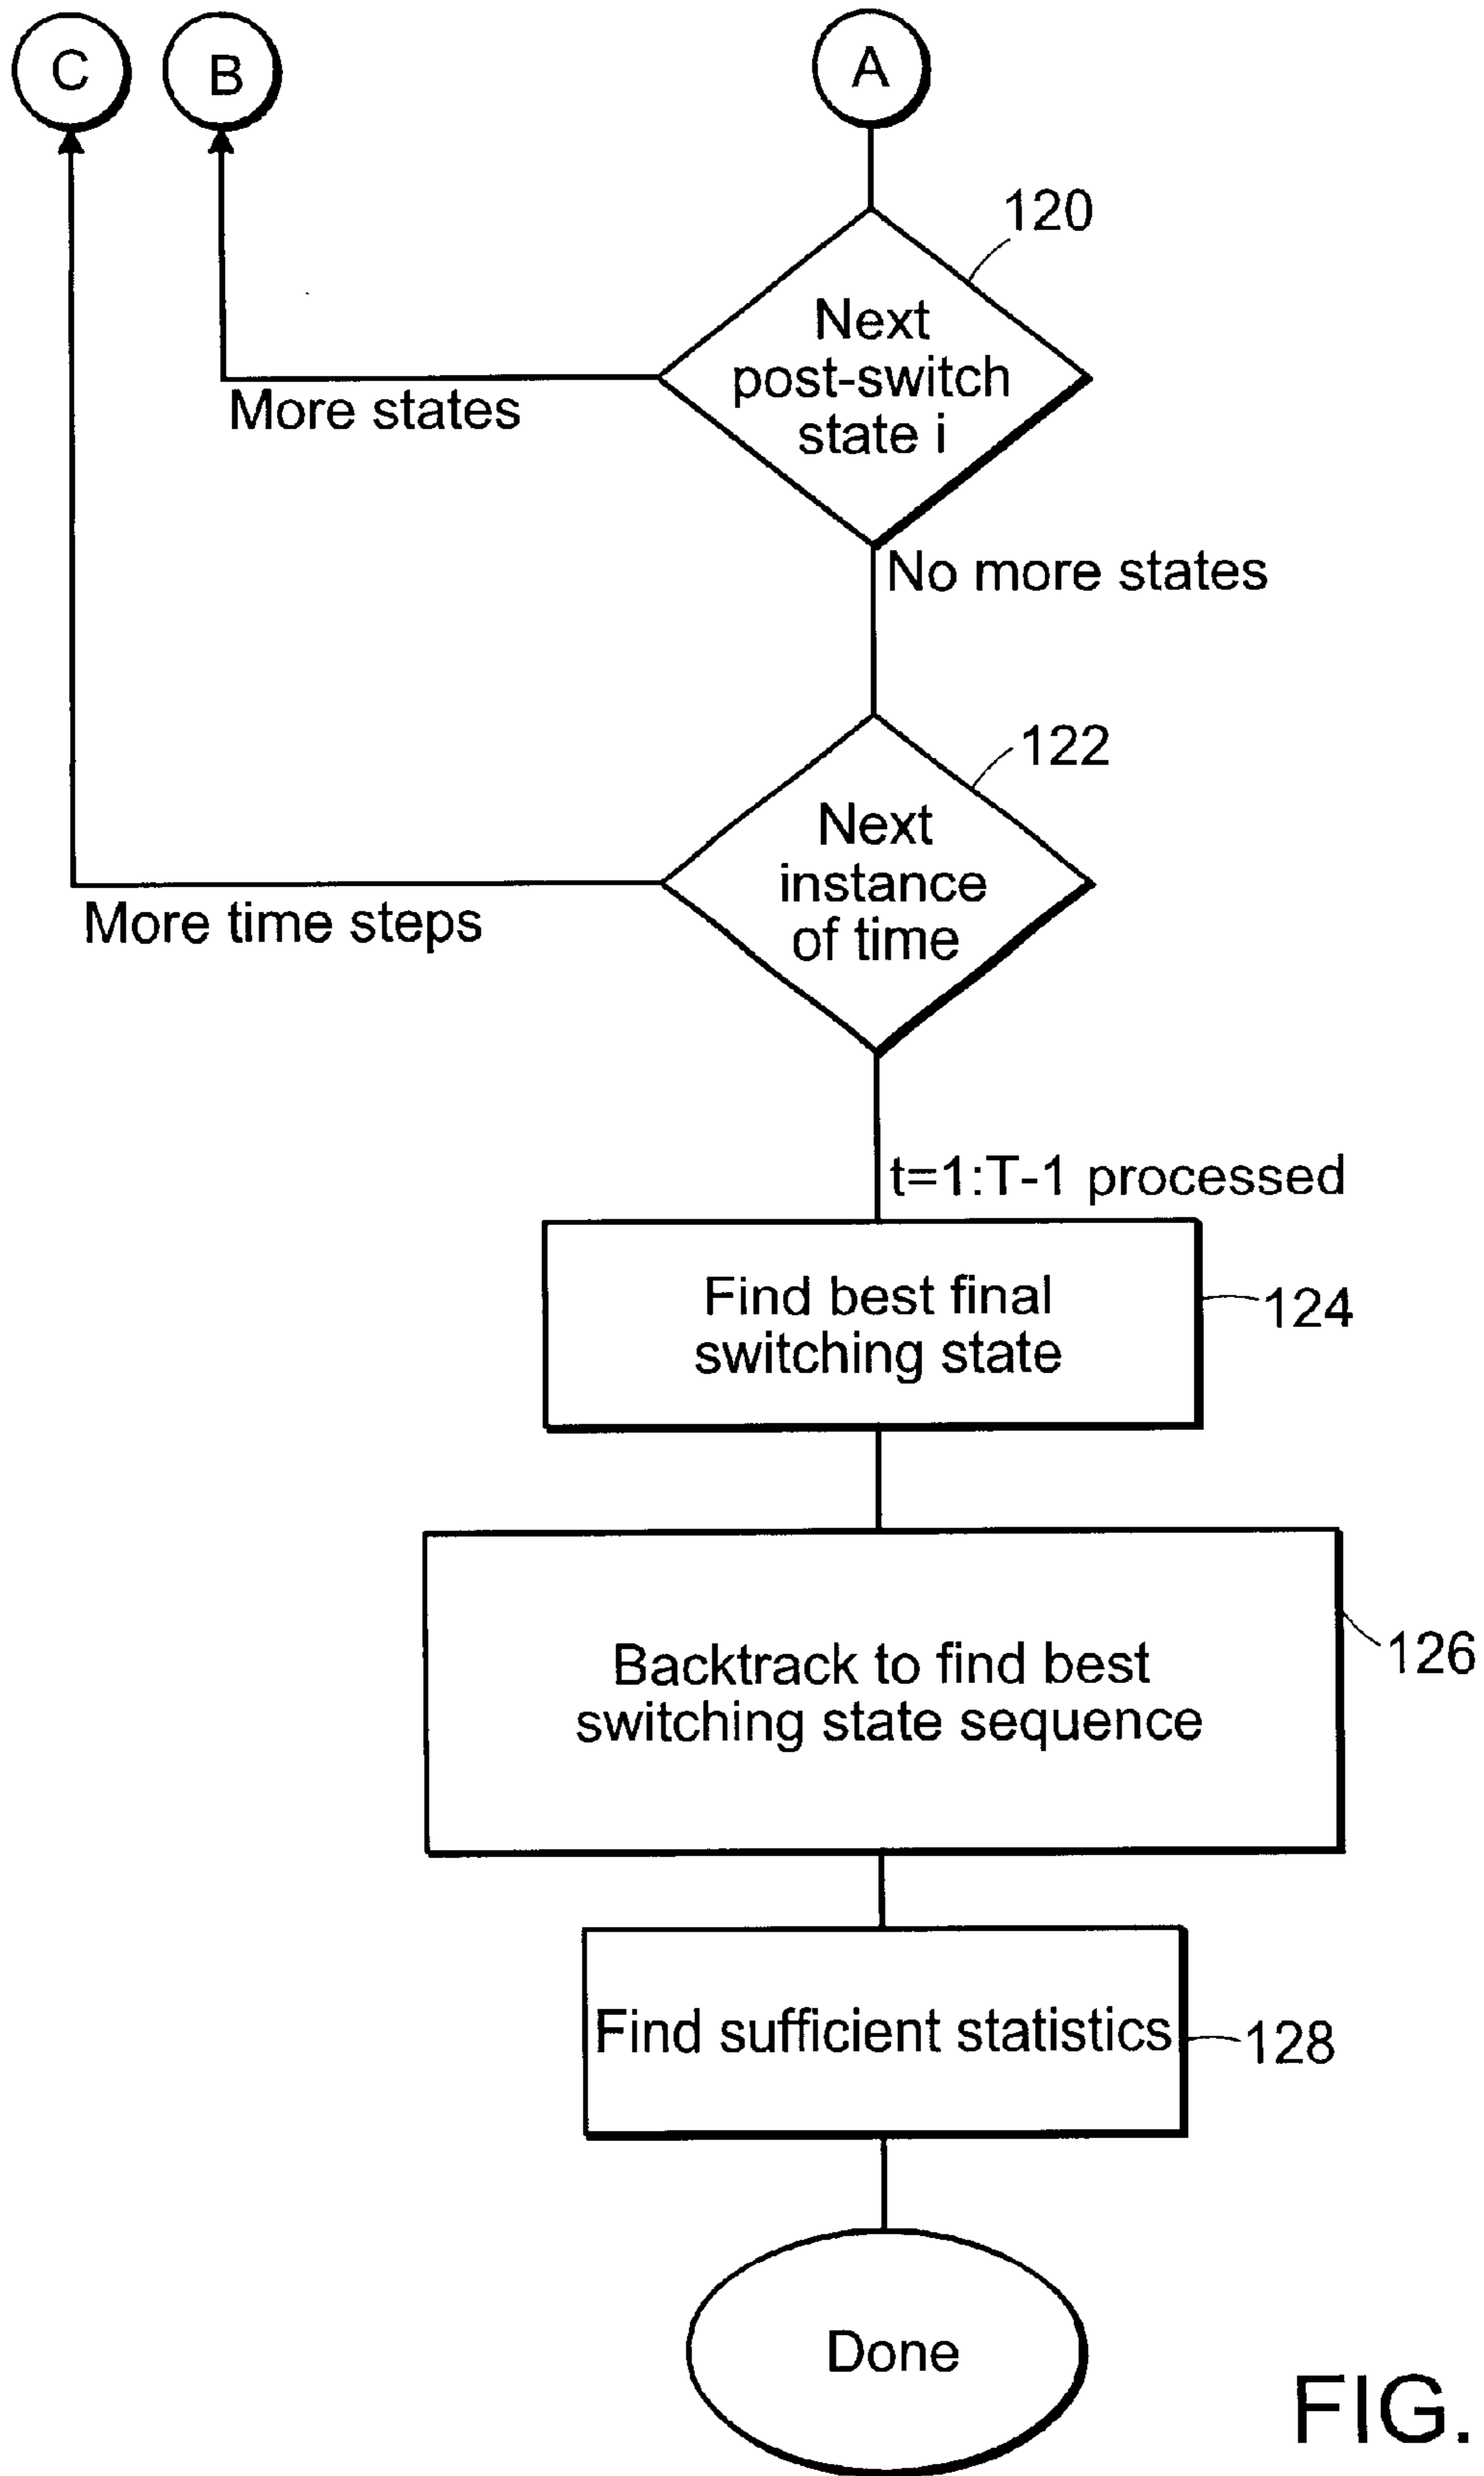 C
B
A
120
Next
post-switch
state i
More states
No more states
122
Next
instance
of time
More time steps
t=1:T-1 processed
Find best final
switching state
124
Backtrack to find best
switching state sequence
126
Find sufficient statistics
128
Done
FIG.